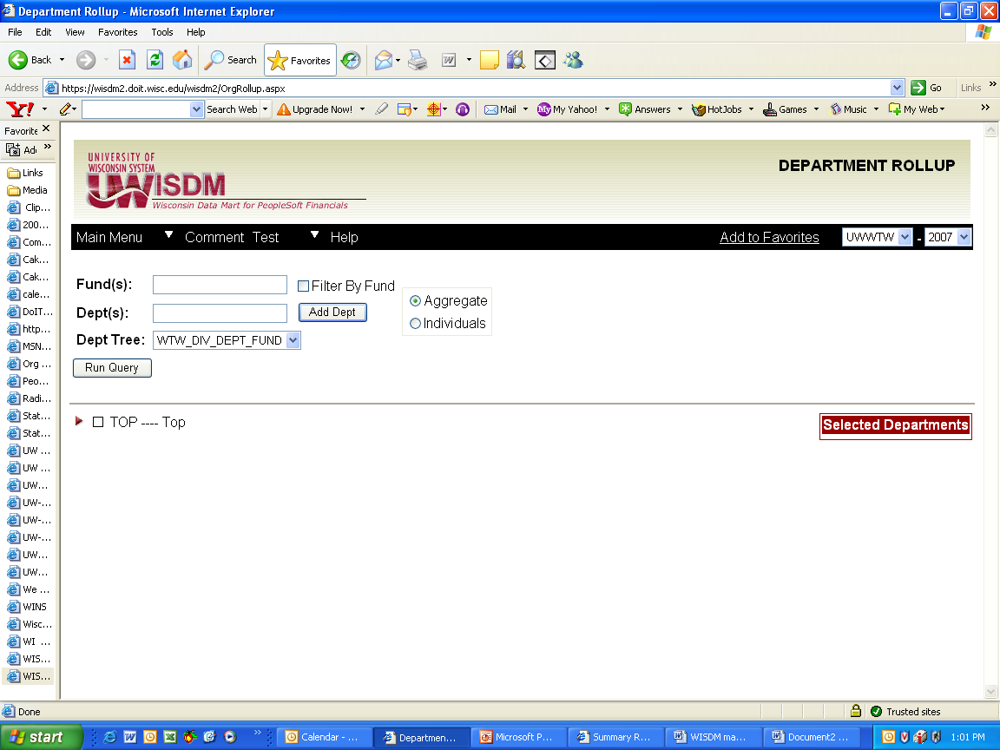 Department Rollup - Microsoft Internet Explorer
File Edit View Favorites Tools Help
Back Search Favorites
Address https://wisdm2.doit.wisc.edu/wisdm2/OrgRollup.aspx Go Links »
Y! Search Web Upgrade Now! Mail My Yahoo! Answers HotJobs Games Music My Web »
Favorite
Ad »
Links
Media
Clip...
200...
Com...
Cak...
Cak...
cale...
DoIT...
http...
MSN...
Org ...
Peo...
Radi...
Stat...
Stat...
UW ...
UW ...
UW...
UW-...
UW-...
UW-...
UW...
UW...
We ...
WINS
Wisc...
WI ...
WIS...
WIS...
UNIVERSITY OF
WISCONSIN SYSTEM
UWISDM
Wisconsin Data Mart for PeopleSoft Financials
DEPARTMENT ROLLUP
Main Menu Comment Test Help Add to Favorites UWWTW - 2007
Fund(s): Filter By Fund
Aggregate
Dept(s): Add Dept
Individuals
Dept Tree: WTW_DIV_DEPT_FUND
Run Query
TOP ---- Top Selected Departments
Done Trusted sites
start » Calendar - ... Departmen... Microsoft P... Summary R... WISDM ma... Document2 ... 1:01 PM